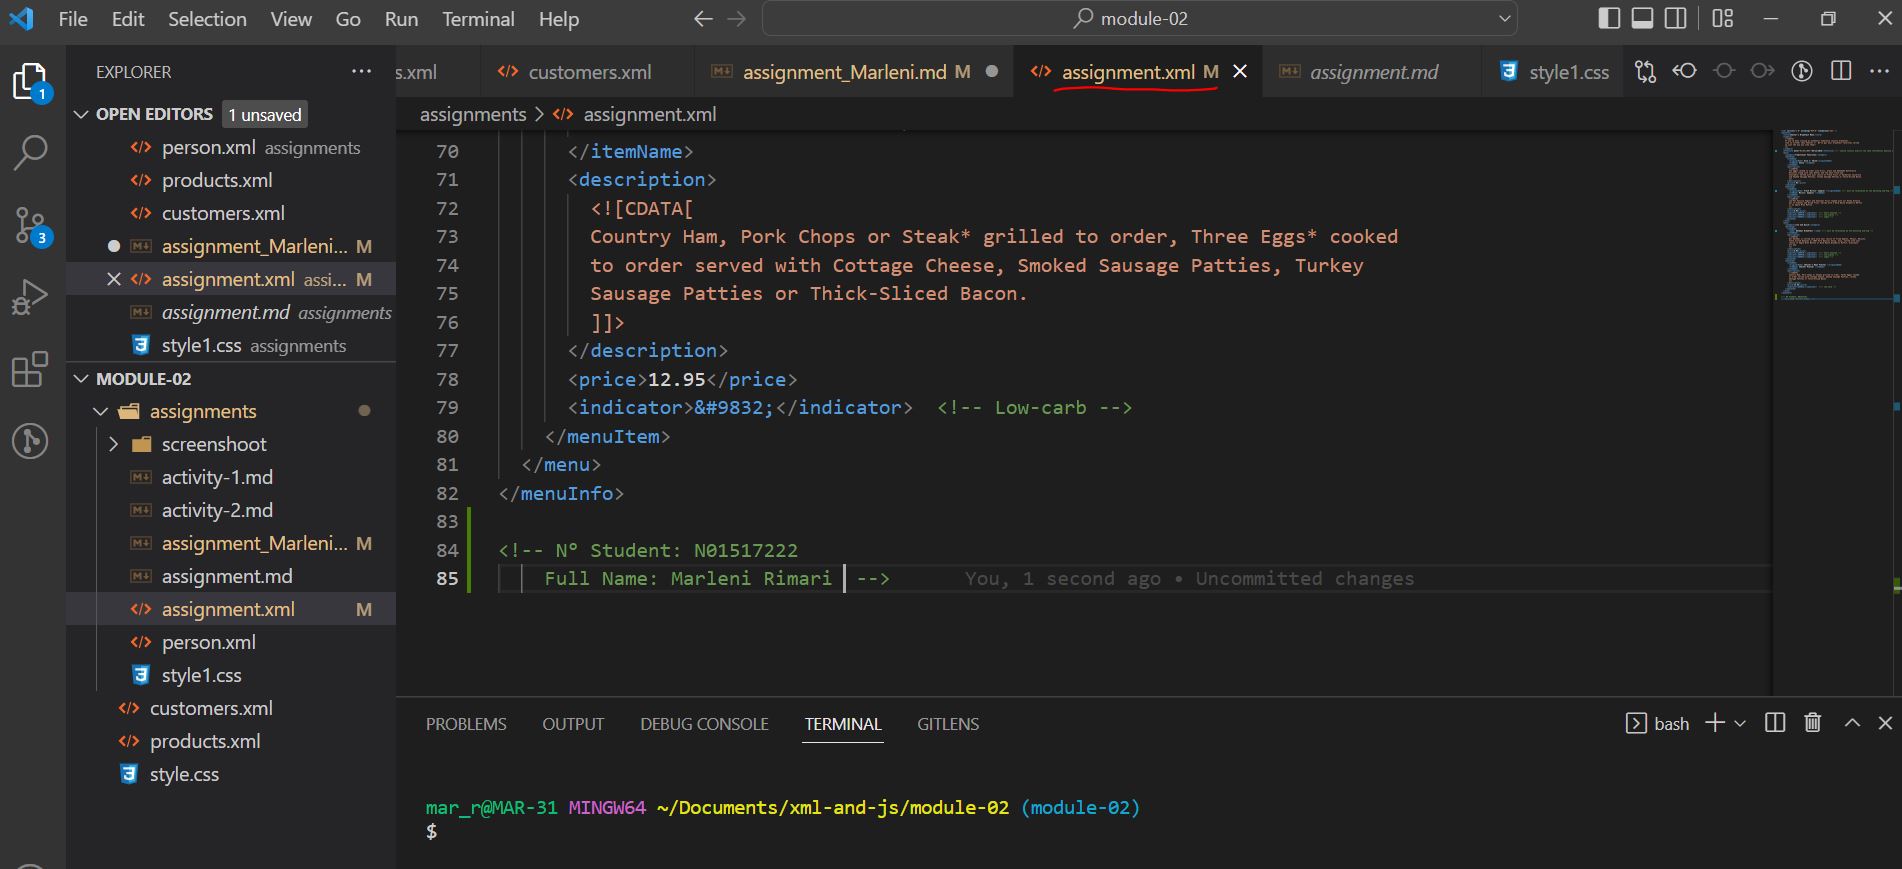 File Edit Selection View Go Run Terminal Help
module-02
EXPLORER
s.xml
customers.xml
assignment_Marleni.md M
assignment.xml M
assignment.md
style1.css
OPEN EDITORS 1 unsaved
person.xml assignments
products.xml
customers.xml
assignment_Marleni... M
assignment.xml assi... M
assignment.md assignments
style1.css assignments
MODULE-02
assignments
screenshoot
activity-1.md
activity-2.md
assignment_Marleni... M
assignment.md
assignment.xml M
person.xml
style1.css
customers.xml
products.xml
style.css
1
3
assignments > assignment.xml
70 </itemName>
71 <description>
72 <![CDATA[
73 Country Ham, Pork Chops or Steak* grilled to order, Three Eggs* cooked
74 to order served with Cottage Cheese, Smoked Sausage Patties, Turkey
75 Sausage Patties or Thick-Sliced Bacon.
76 ]]>
77 </description>
78 <price>12.95</price>
79 <indicator>&#9832;</indicator> <!-- Low-carb -->
80 </menuItem>
81 </menu>
82 </menuInfo>
83
84 <!-- N° Student: N01517222
85 Full Name: Marleni Rimari --> You, 1 second ago • Uncommitted changes
PROBLEMS OUTPUT DEBUG CONSOLE TERMINAL GITLENS
bash
mar_r@MAR-31 MINGW64 ~/Documents/xml-and-js/module-02 (module-02)
$